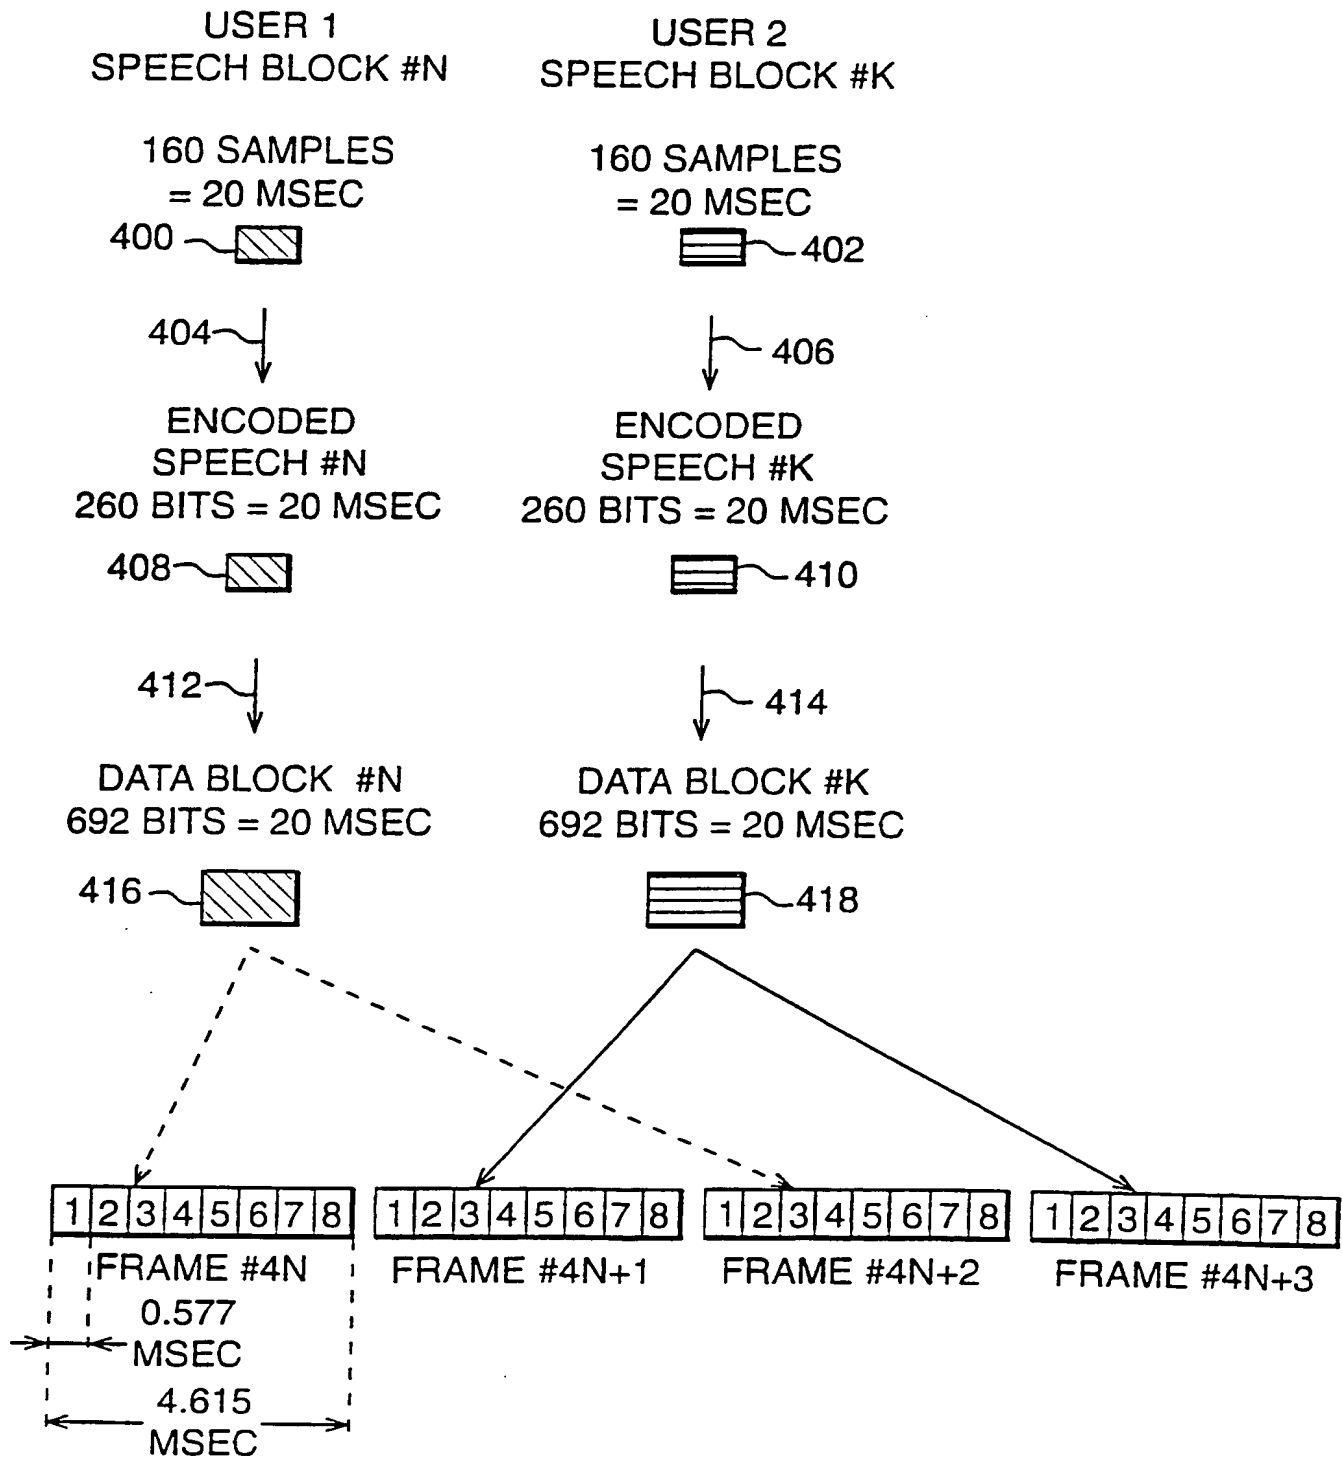 USER 1
SPEECH BLOCK #N
USER 2
SPEECH BLOCK #K
160 SAMPLES
= 20 MSEC
160 SAMPLES
= 20 MSEC
400
402
404
406
ENCODED
SPEECH #N
260 BITS = 20 MSEC
ENCODED
SPEECH #K
260 BITS = 20 MSEC
408
410
412
414
DATA BLOCK #N
692 BITS = 20 MSEC
DATA BLOCK #K
692 BITS = 20 MSEC
416
418
1 2 3 4 5 6 7 8
1 2 3 4 5 6 7 8
1 2 3 4 5 6 7 8
1 2 3 4 5 6 7 8
FRAME #4N
FRAME #4N+1
FRAME #4N+2
FRAME #4N+3
0.577
MSEC
4.615
MSEC